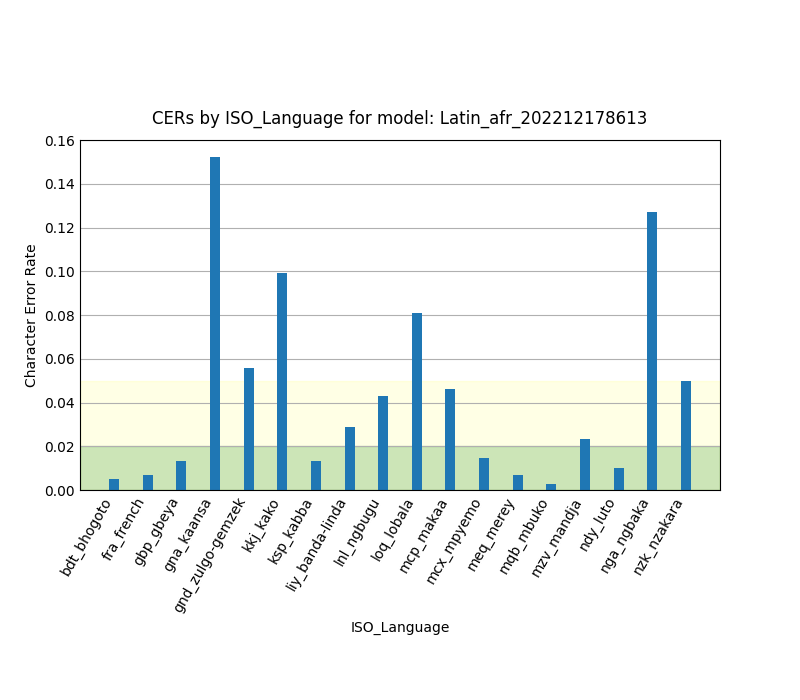 CERs by ISO_Language for model: Latin_afr_202212178613
Character Error Rate
0.16
0.14
0.12
0.10
0.08
0.06
0.04
0.02
0.00
bdt_bhogoto
fra_french
gbp_gbeya
gna_kaansa
gnd_zulgo-gemzek
kkj_kako
ksp_kabba
liy_banda-linda
lnl_ngbugu
loq_lobala
mcp_makaa
mcx_mpyemo
meq_merey
mqb_mbuko
mzv_mandja
ndy_luto
nga_ngbaka
nzk_nzakara
ISO_Language